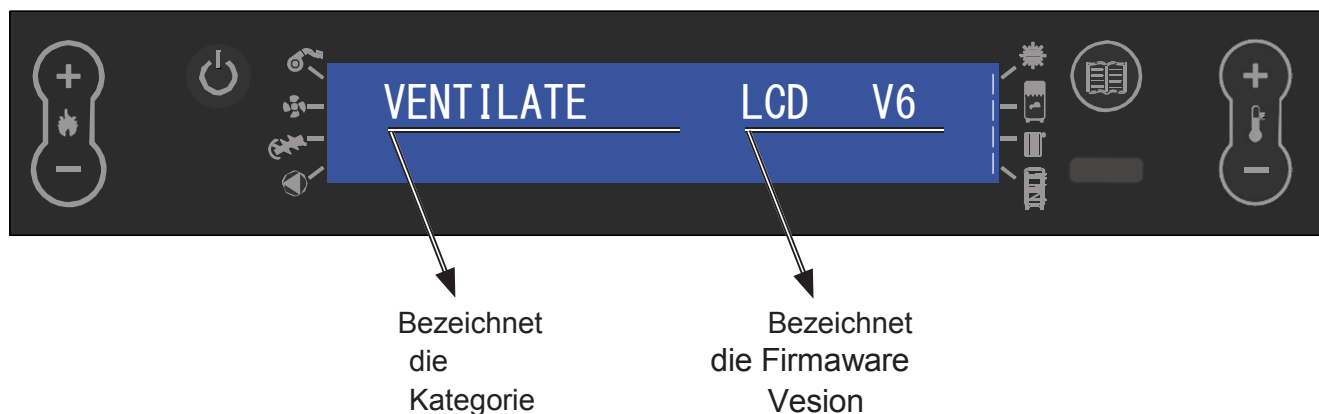 VENTILATE LCD V6
Bezeichnet
die
Kategorie
Bezeichnet
die Firmaware
Vesion